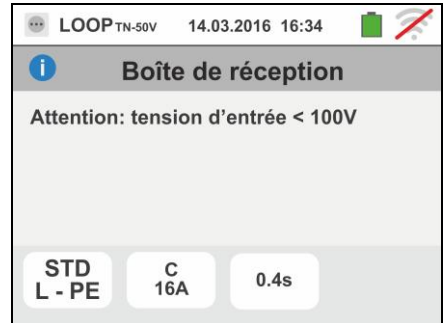 LOOP TN-50V 14.03.2016 16:34
Boîte de réception
Attention: tension d'entrée < 100V
STD
L - PE
C
16A
0.4s